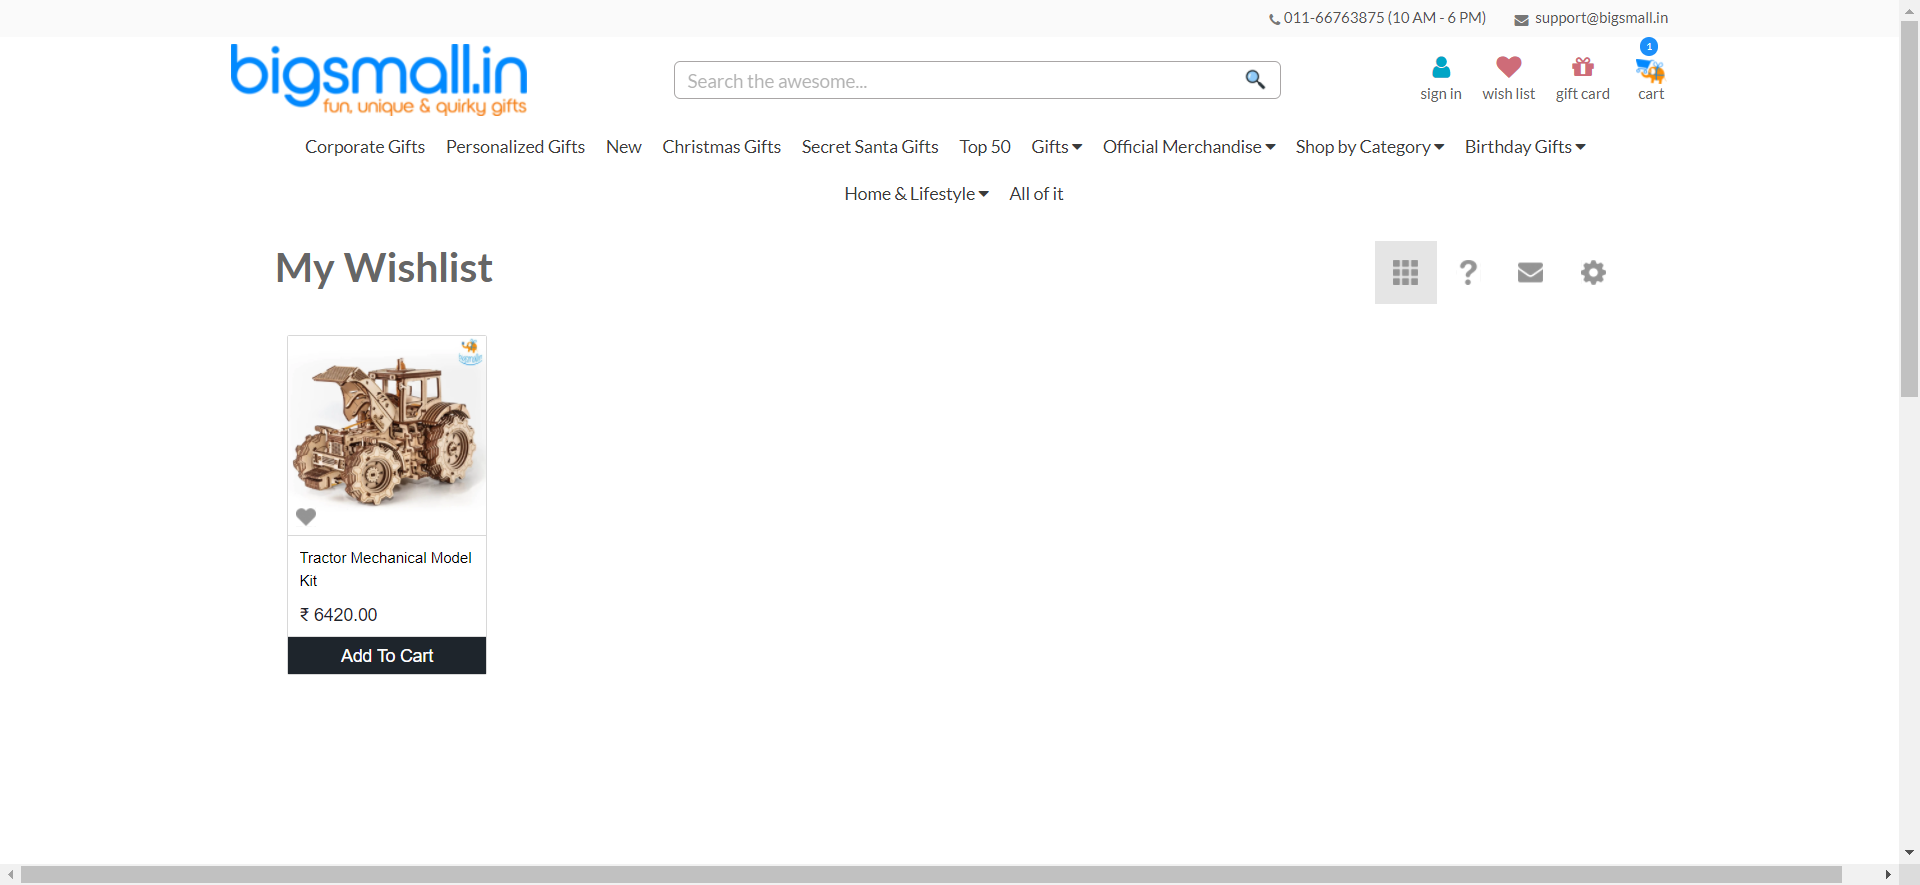 011-66763875 (10 AM - 6 PM) support@bigsmall.in
bigsmall.in
fun, unique & quirky gifts
Search the awesome...
1
sign in wish list gift card cart
Corporate Gifts Personalized Gifts New Christmas Gifts Secret Santa Gifts Top 50 Gifts Official Merchandise Shop by Category Birthday Gifts
Home & Lifestyle All of it
My Wishlist
bigsmall
Tractor Mechanical Model
Kit
₹ 6420.00
Add To Cart